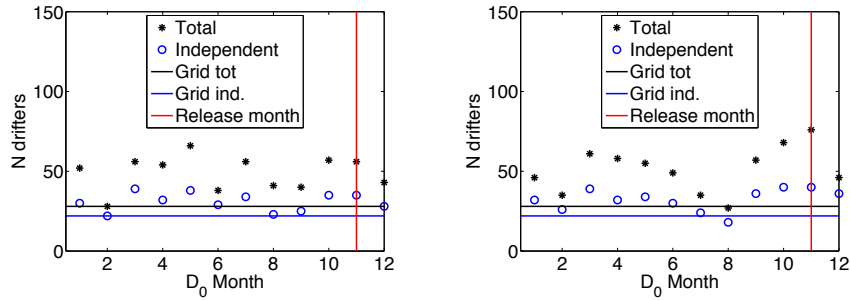 150
100
50
0
N drifters
Total
Independent
Grid tot
Grid ind.
Release month
2 4 6 8 10 12
D₀ Month
150
100
50
0
N drifters
Total
Independent
Grid tot
Grid ind.
Release month
2 4 6 8 10 12
D₀ Month